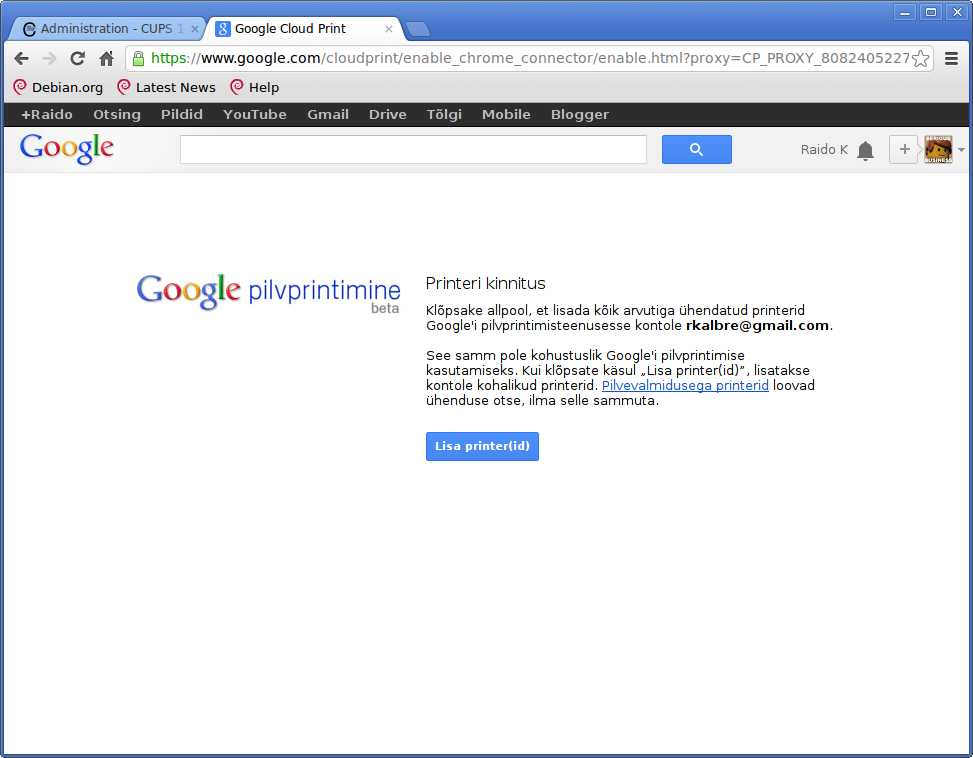 Administration - CUPS 1
Google Cloud Print
https://www.google.com/cloudprint/enable_chrome_connector/enable.html?proxy=CP_PROXY_8082405227
Debian.org Latest News Help
+Raido Otsing Pildid YouTube Gmail Drive Tõlgi Mobile Blogger
Google
Raido K
SERIOUS
BUSINESS
Google pilvprintimine
beta
Printeri kinnitus
Klõpsake allpool, et lisada kõik arvutiga ühendatud printerid
Google'i pilvprintimisteenusesse kontole rkalbre@gmail.com.
See samm pole kohustuslik Google'i pilvprintimise
kasutamiseks. Kui klõpsate käsul „Lisa printer(id)”, lisatakse
kontole kohalikud printerid. Pilvevalmidusega printerid loovad
ühenduse otse, ilma selle sammuta.
Lisa printer(id)